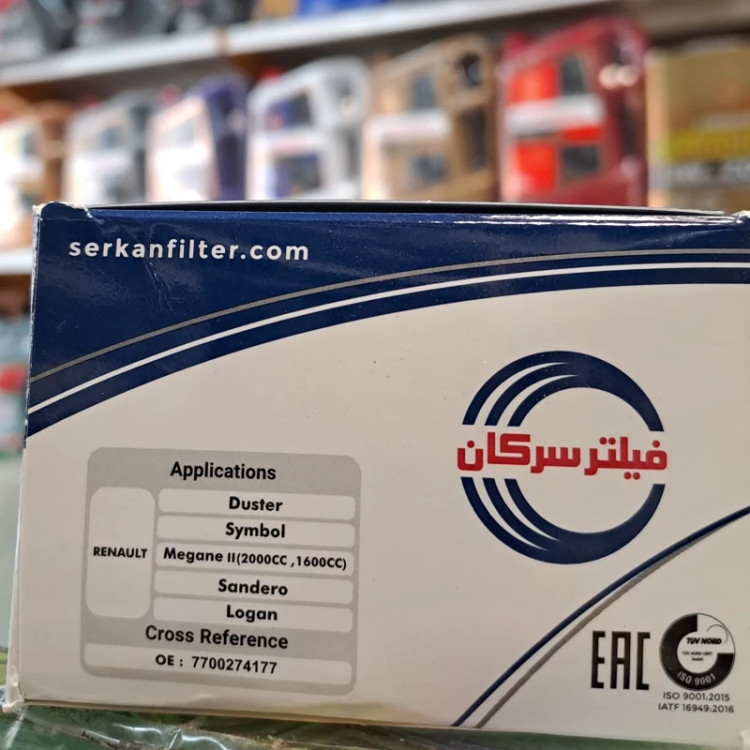 serkanfilter.com
فیلتر سرکان
Applications
RENAULT
Duster
Symbol
Megane II(2000CC ,1600CC)
Sandero
Logan
Cross Reference
OE : 7700274177
EAC
TUV NORD
ISO 9001
ISO 9001:2015
IATF 16949:2016